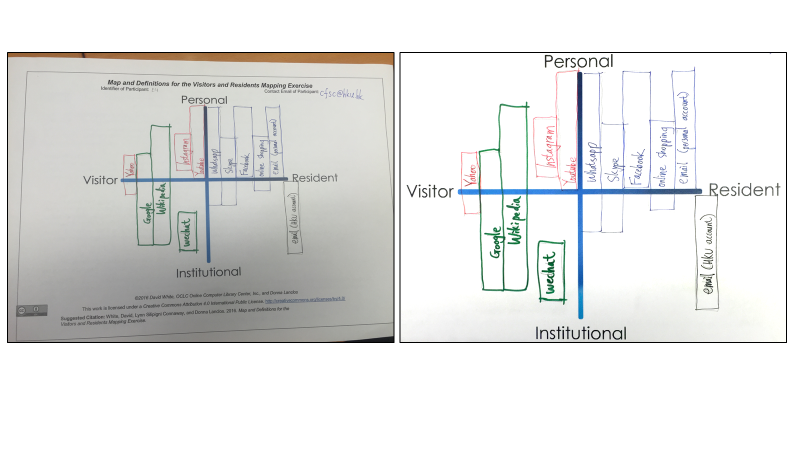 Map and Definitions for the Visitors and Residents Mapping Exercise
Identifier of Participant
Contact Email of Participant
Personal
Yahoo
Google
Wikipedia
Instagram
Youtube
wechat
whatsapp
Skype
Facebook
online shopping
email (personal account)
email (HKU account)
Visitor
Resident
Institutional
©2016 David White, OCLC Online Computer Library Center, Inc., and Donna Lanclos.
This work is licensed under a Creative Commons Attribution 4.0 International Public License.
Suggested Citation: White, David, Lynn Silipigni Connaway, and Donna Lanclos. 2016. Map and Definitions for the
Visitors and Residents Mapping Exercise.
Personal
Yahoo
Google
Wikipedia
Instagram
Youtube
wechat
whatsapp
Skype
Facebook
online shopping
email (personal account)
email (HKU account)
Visitor
Resident
Institutional